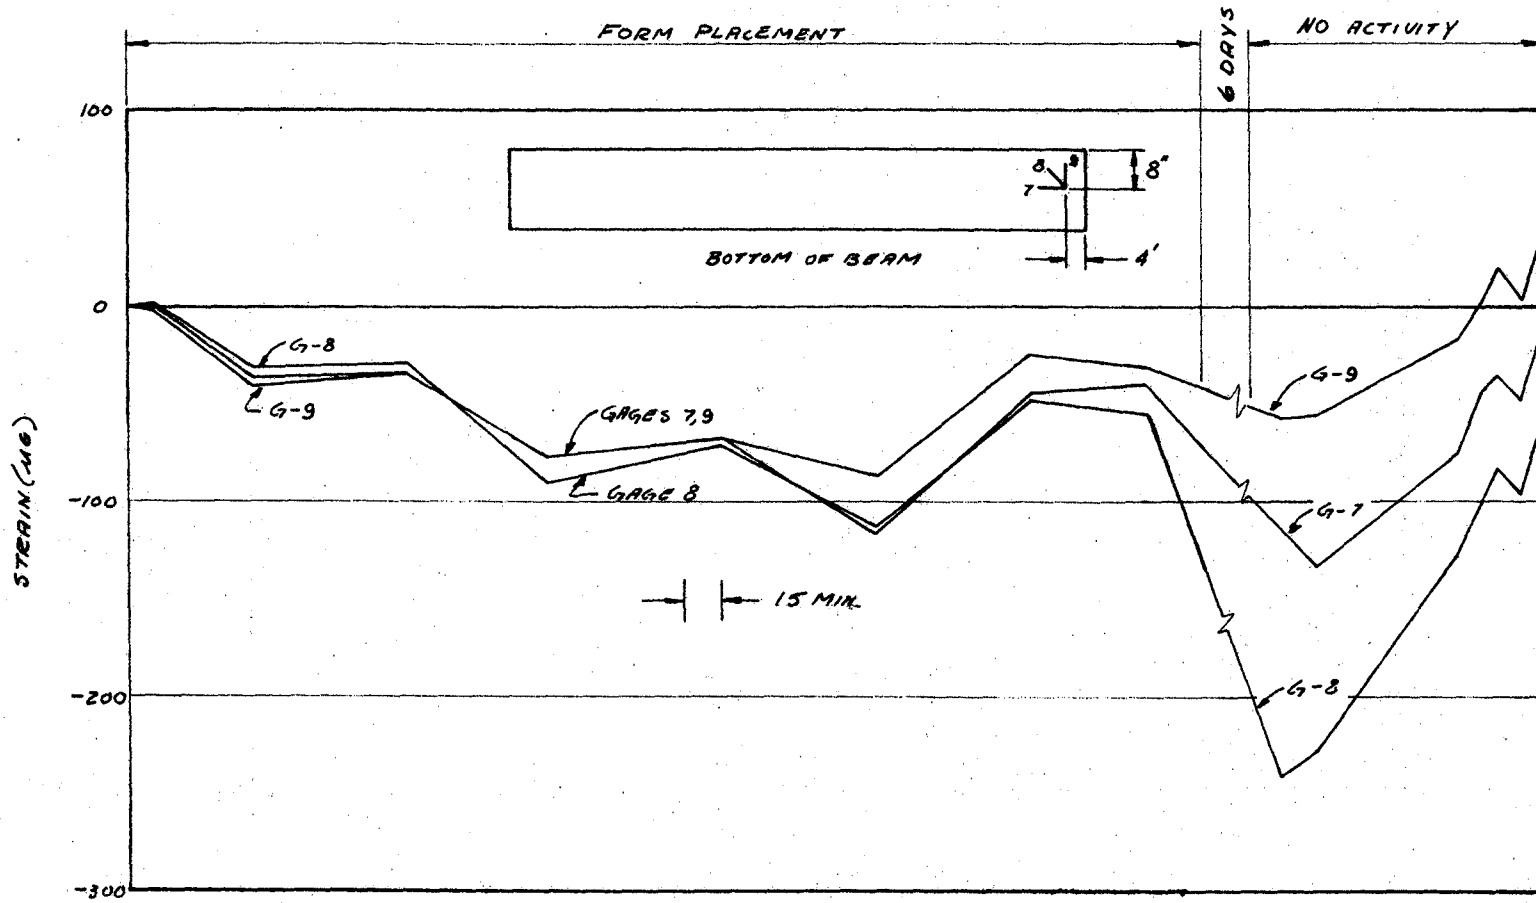 FORM PLACEMENT
6 DAYS
NO ACTIVITY
100
0
-100
-200
-300
STRAIN (με)
7
8
9
8"
4'
BOTTOM OF BEAM
G-8
G-9
GAGES 7,9
GAGE 8
15 MIN.
G-9
G-7
G-8